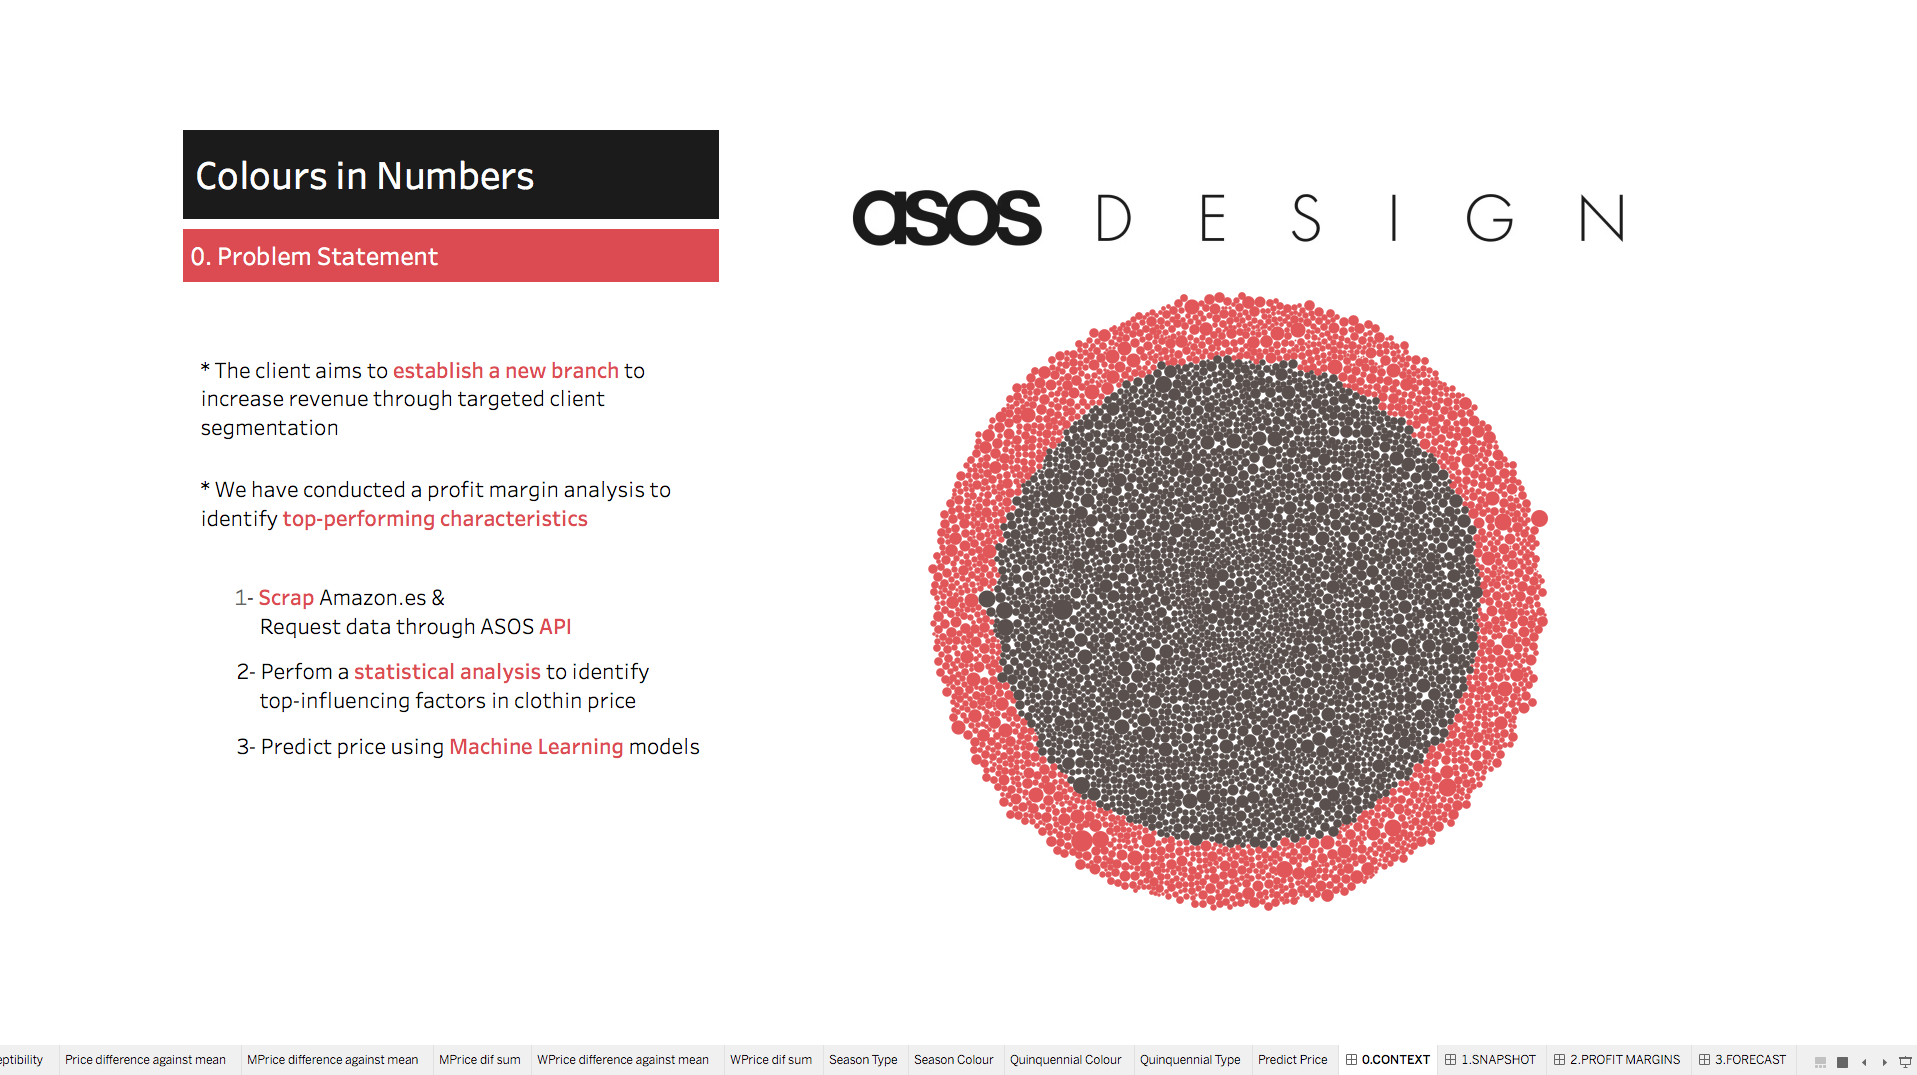 Colours in Numbers
0. Problem Statement
* The client aims to establish a new branch to
increase revenue through targeted client
segmentation
* We have conducted a profit margin analysis to
identify top-performing characteristics
1- Scrap Amazon.es &
Request data through ASOS API
2- Perfom a statistical analysis to identify
top-influencing factors in clothin price
3- Predict price using Machine Learning models
asos DESIGN
eptibility Price difference against mean MPrice difference against mean MPrice dif sum WPrice difference against mean WPrice dif sum Season Type Season Colour Quinquennial Colour Quinquennial Type Predict Price 0.CONTEXT 1.SNAPSHOT 2.PROFIT MARGINS 3.FORECAST